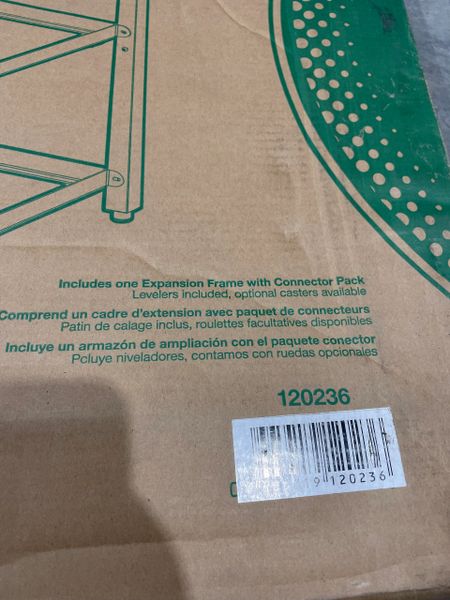 Includes one Expansion Frame with Connector Pack
Levelers included, optional casters available
Comprend un cadre d'extension avec paquet de connecteurs
Patin de calage inclus, roulettes facultatives disponibles
Incluye un armazón de ampliación con el paquete conector
Pcluye niveladores, contamos con ruedas opcionales
120236
9 120236